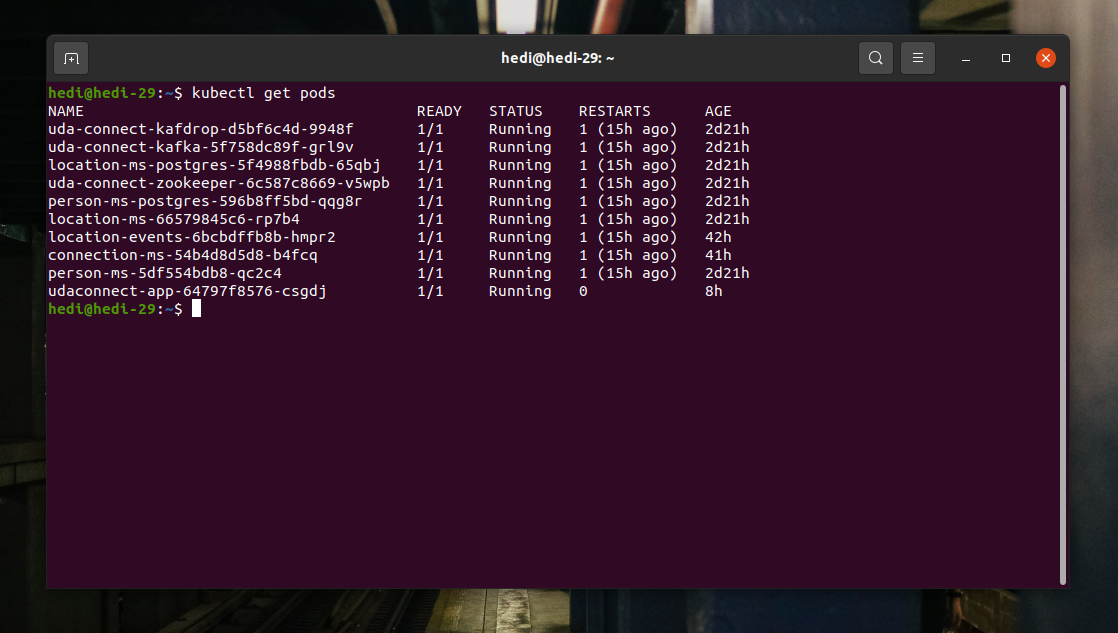 hedi@hedi-29: ~
hedi@hedi-29:~$ kubectl get pods
NAME READY STATUS RESTARTS AGE
uda-connect-kafdrop-d5bf6c4d-9948f 1/1 Running 1 (15h ago) 2d21h
uda-connect-kafka-5f758dc89f-grl9v 1/1 Running 1 (15h ago) 2d21h
location-ms-postgres-5f4988fbdb-65qbj 1/1 Running 1 (15h ago) 2d21h
uda-connect-zookeeper-6c587c8669-v5wpb 1/1 Running 1 (15h ago) 2d21h
person-ms-postgres-596b8ff5bd-qqg8r 1/1 Running 1 (15h ago) 2d21h
location-ms-66579845c6-rp7b4 1/1 Running 1 (15h ago) 2d21h
location-events-6bcbdffb8b-hmpr2 1/1 Running 1 (15h ago) 42h
connection-ms-54b4d8d5d8-b4fcq 1/1 Running 1 (15h ago) 41h
person-ms-5df554bdb8-qc2c4 1/1 Running 1 (15h ago) 2d21h
udaconnect-app-64797f8576-csgdj 1/1 Running 0 8h
hedi@hedi-29:~$